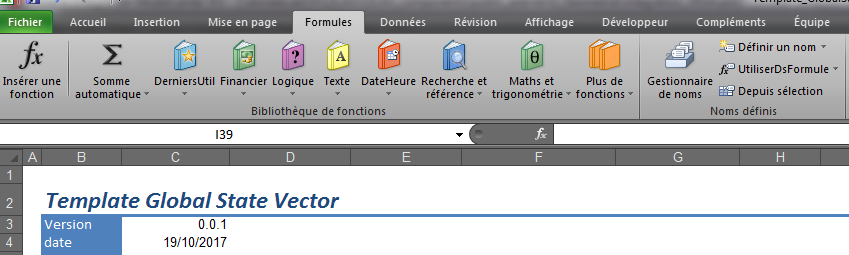 Template_Globals
Fichier Accueil Insertion Mise en page Formules Données Révision Affichage Développeur Compléments Équipe
fx Σ ? A θ
Insérer une fonction
Somme automatique
DerniersUtil
Financier
Logique
Texte
DateHeure
Recherche et référence
Maths et trigonométrie
Plus de fonctions
Bibliothèque de fonctions
Gestionnaire de noms
Définir un nom
fx UtiliserDsFormule
Depuis sélection
Noms définis
I39 fx
A B C D E F G H
1
2 Template Global State Vector
3 Version 0.0.1
4 date 19/10/2017